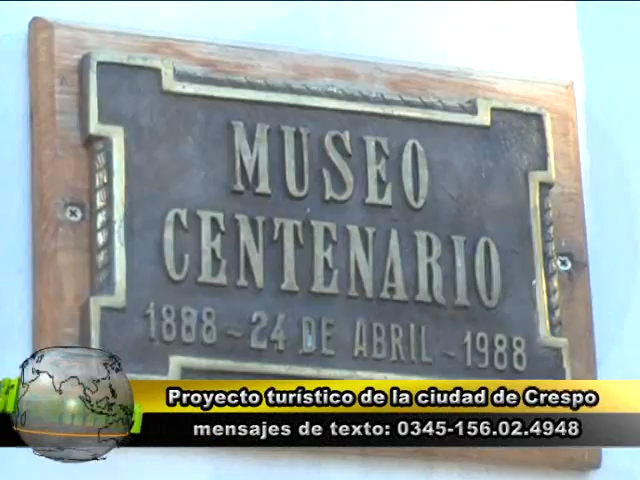 MUSEO
CENTENARIO
1888 ~ 24 DE ABRIL ~ 1988
Proyecto turístico de la ciudad de Crespo
mensajes de texto: 0345-156.02.4948